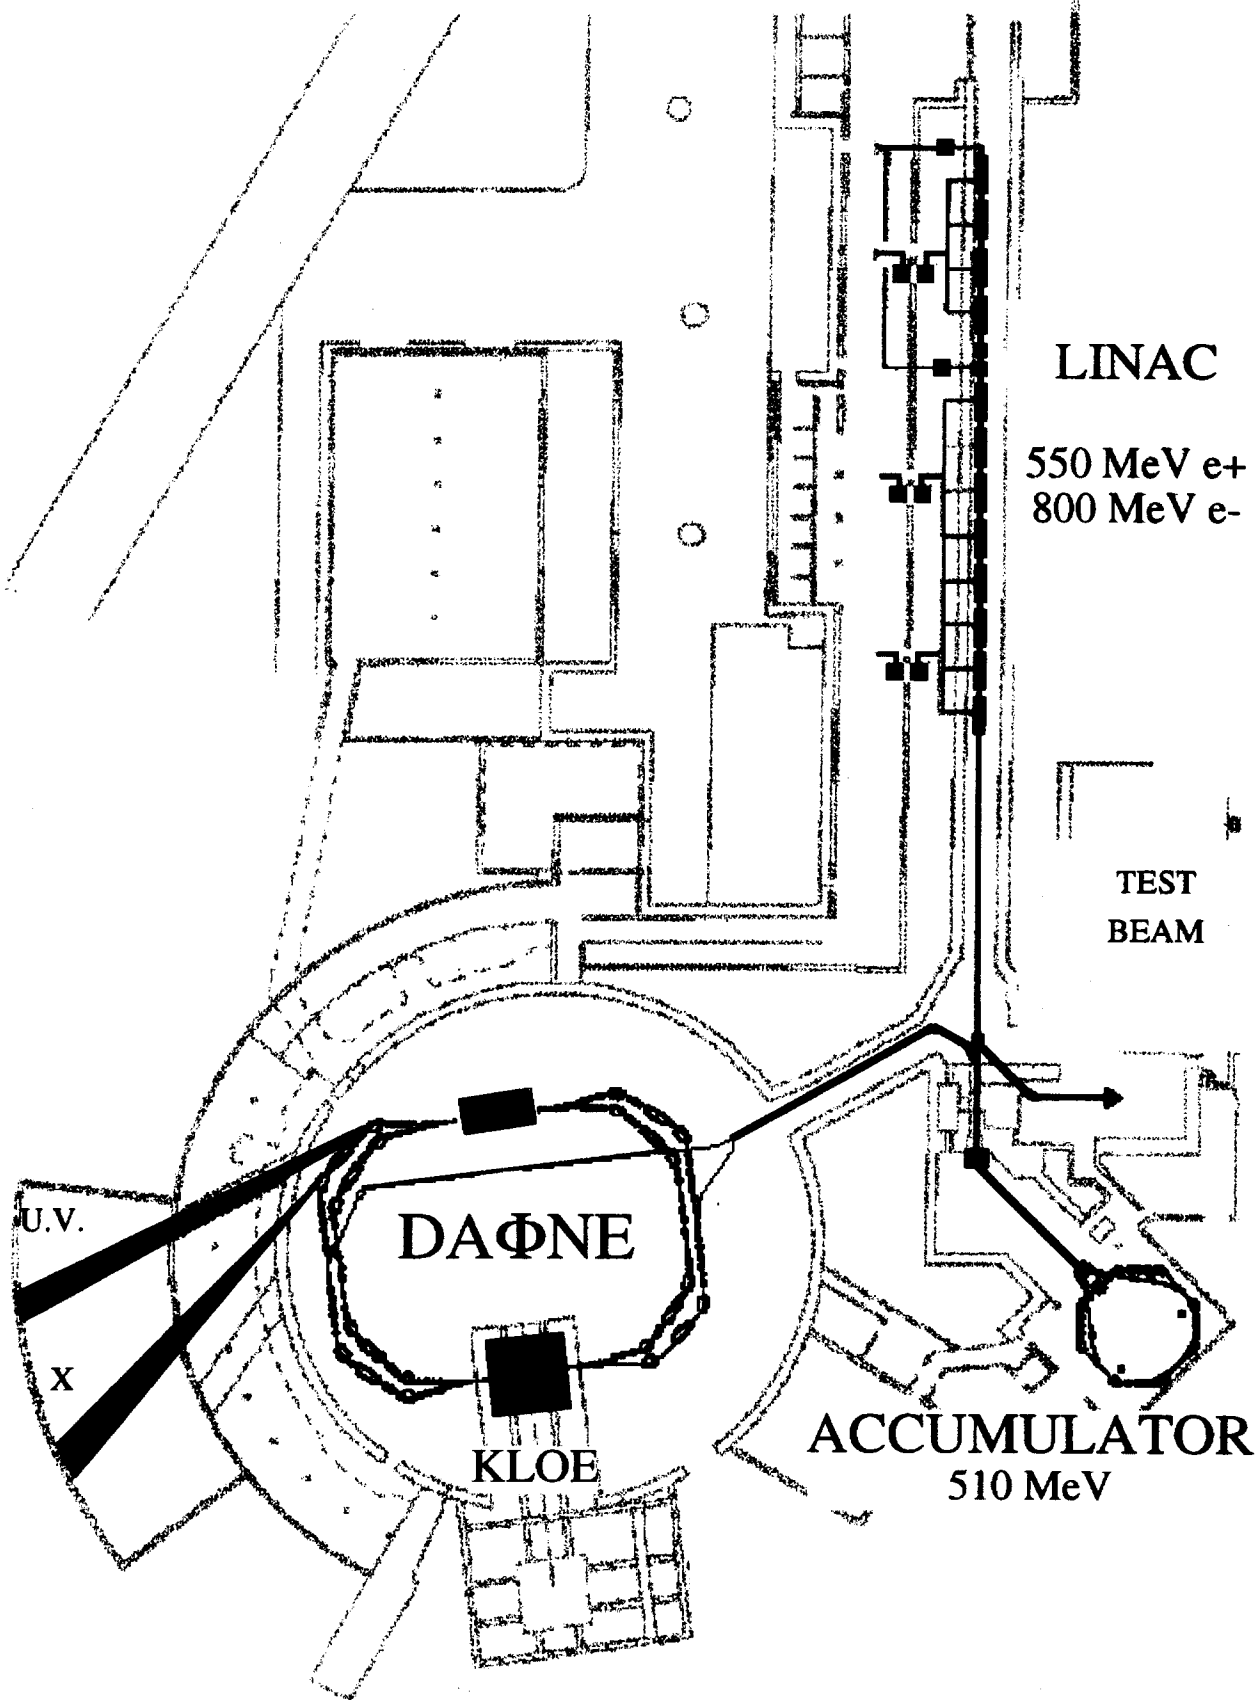 LINAC
550 MeV e+
800 MeV e-
TEST
BEAM
U.V.
DAΦNE
X
KLOE
ACCUMULATOR
510 MeV